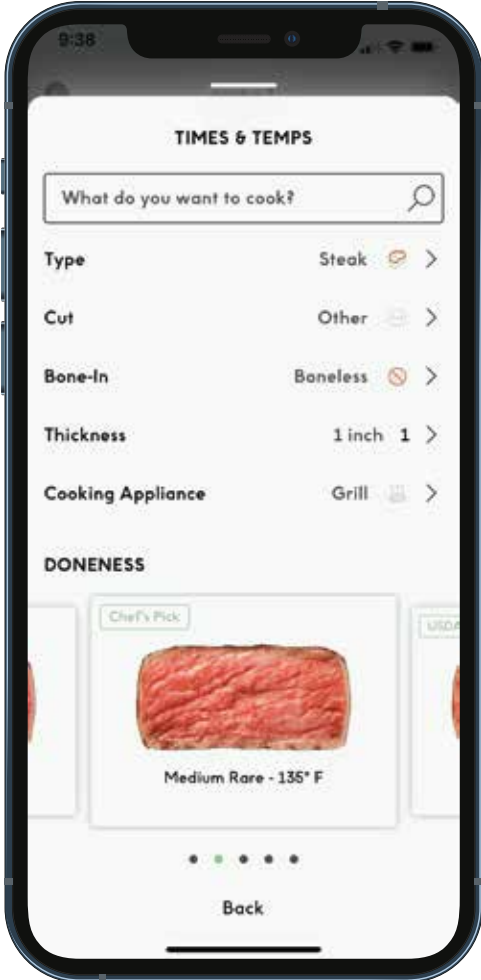 9:38
TIMES & TEMPS
What do you want to cook?
Type Steak
Cut Other
Bone-In Boneless
Thickness 1 inch 1
Cooking Appliance Grill
DONENESS
Chef's Pick
USDA
Medium Rare - 135° F
Back